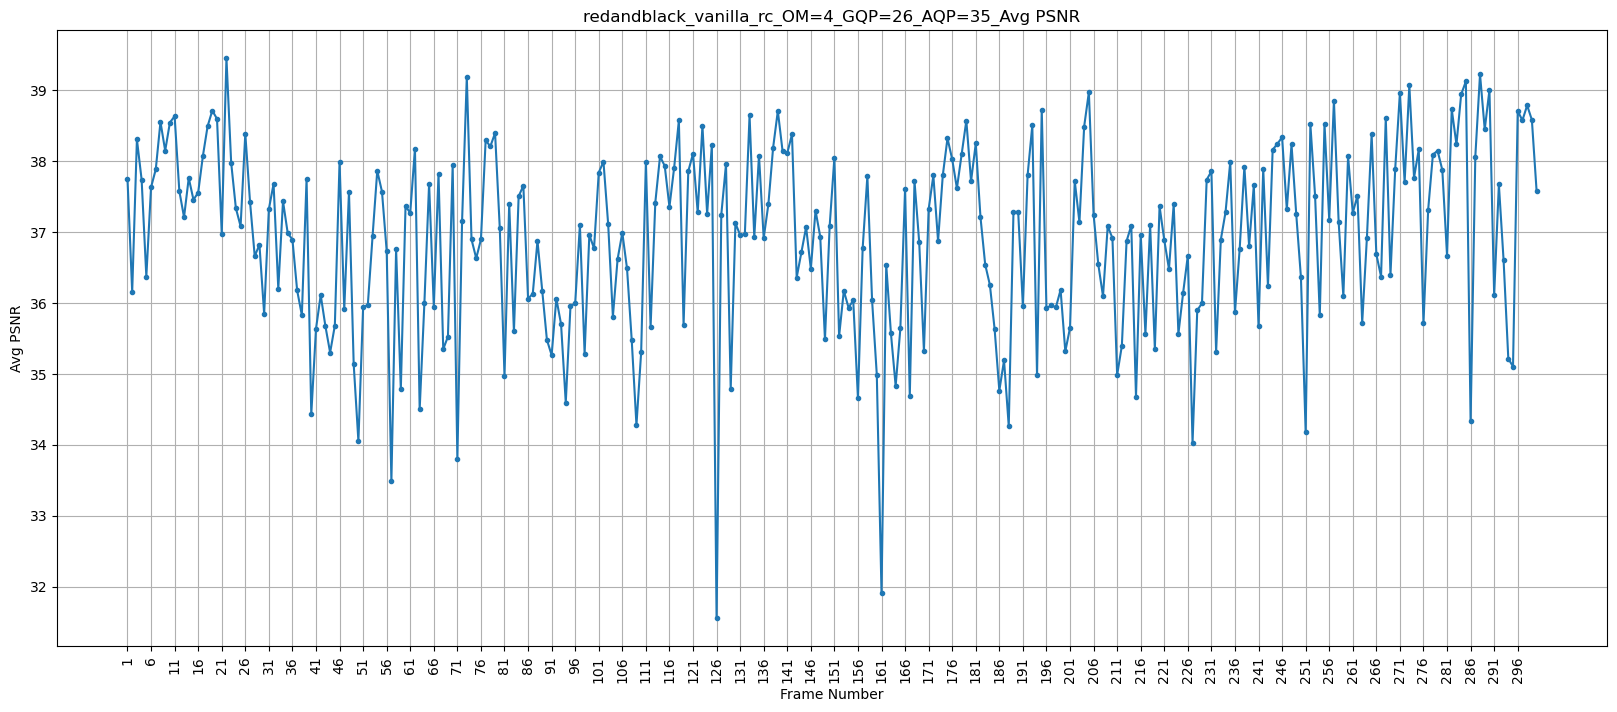 redandblack_vanilla_rc_OM=4_GQP=26_AQP=35_Avg PSNR
Avg PSNR
39
38
37
36
35
34
33
32
1 6 11 16 21 26 31 36 41 46 51 56 61 66 71 76 81 86 91 96 101 106 111 116 121 126 131 136 141 146 151 156 161 166 171 176 181 186 191 196 201 206 211 216 221 226 231 236 241 246 251 256 261 266 271 276 281 286 291 296
Frame Number